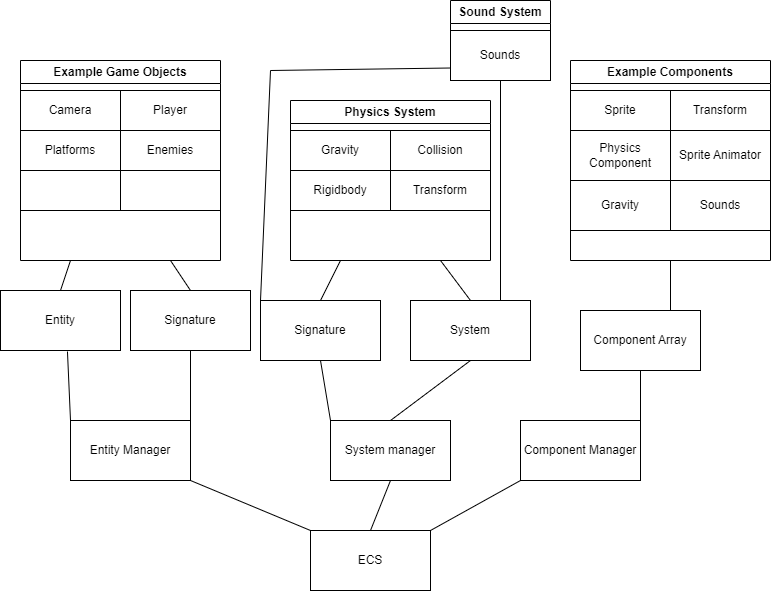 Sound System
Sounds
Example Game Objects
Camera
Player
Platforms
Enemies
Physics System
Gravity
Collision
Rigidbody
Transform
Example Components
Sprite
Transform
Physics
Component
Sprite Animator
Gravity
Sounds
Entity
Signature
Signature
System
Component Array
Entity Manager
System manager
Component Manager
ECS